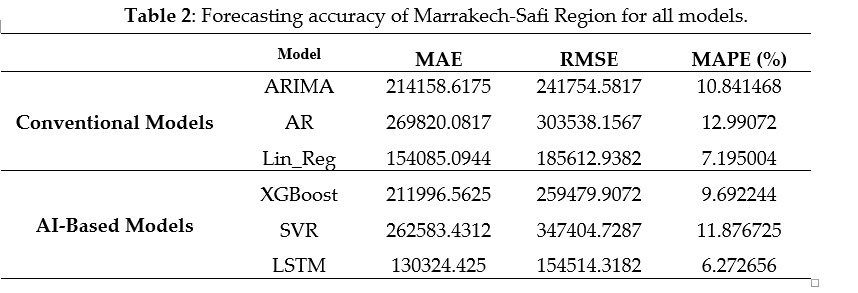 Table 2: Forecasting accuracy of Marrakech-Safi Region for all models.
Model MAE RMSE MAPE (%)
ARIMA 214158.6175 241754.5817 10.841468
Conventional Models AR 269820.0817 303538.1567 12.99072
Lin_Reg 154085.0944 185612.9382 7.195004
XGBoost 211996.5625 259479.9072 9.692244
AI-Based Models SVR 262583.4312 347404.7287 11.876725
LSTM 130324.425 154514.3182 6.272656